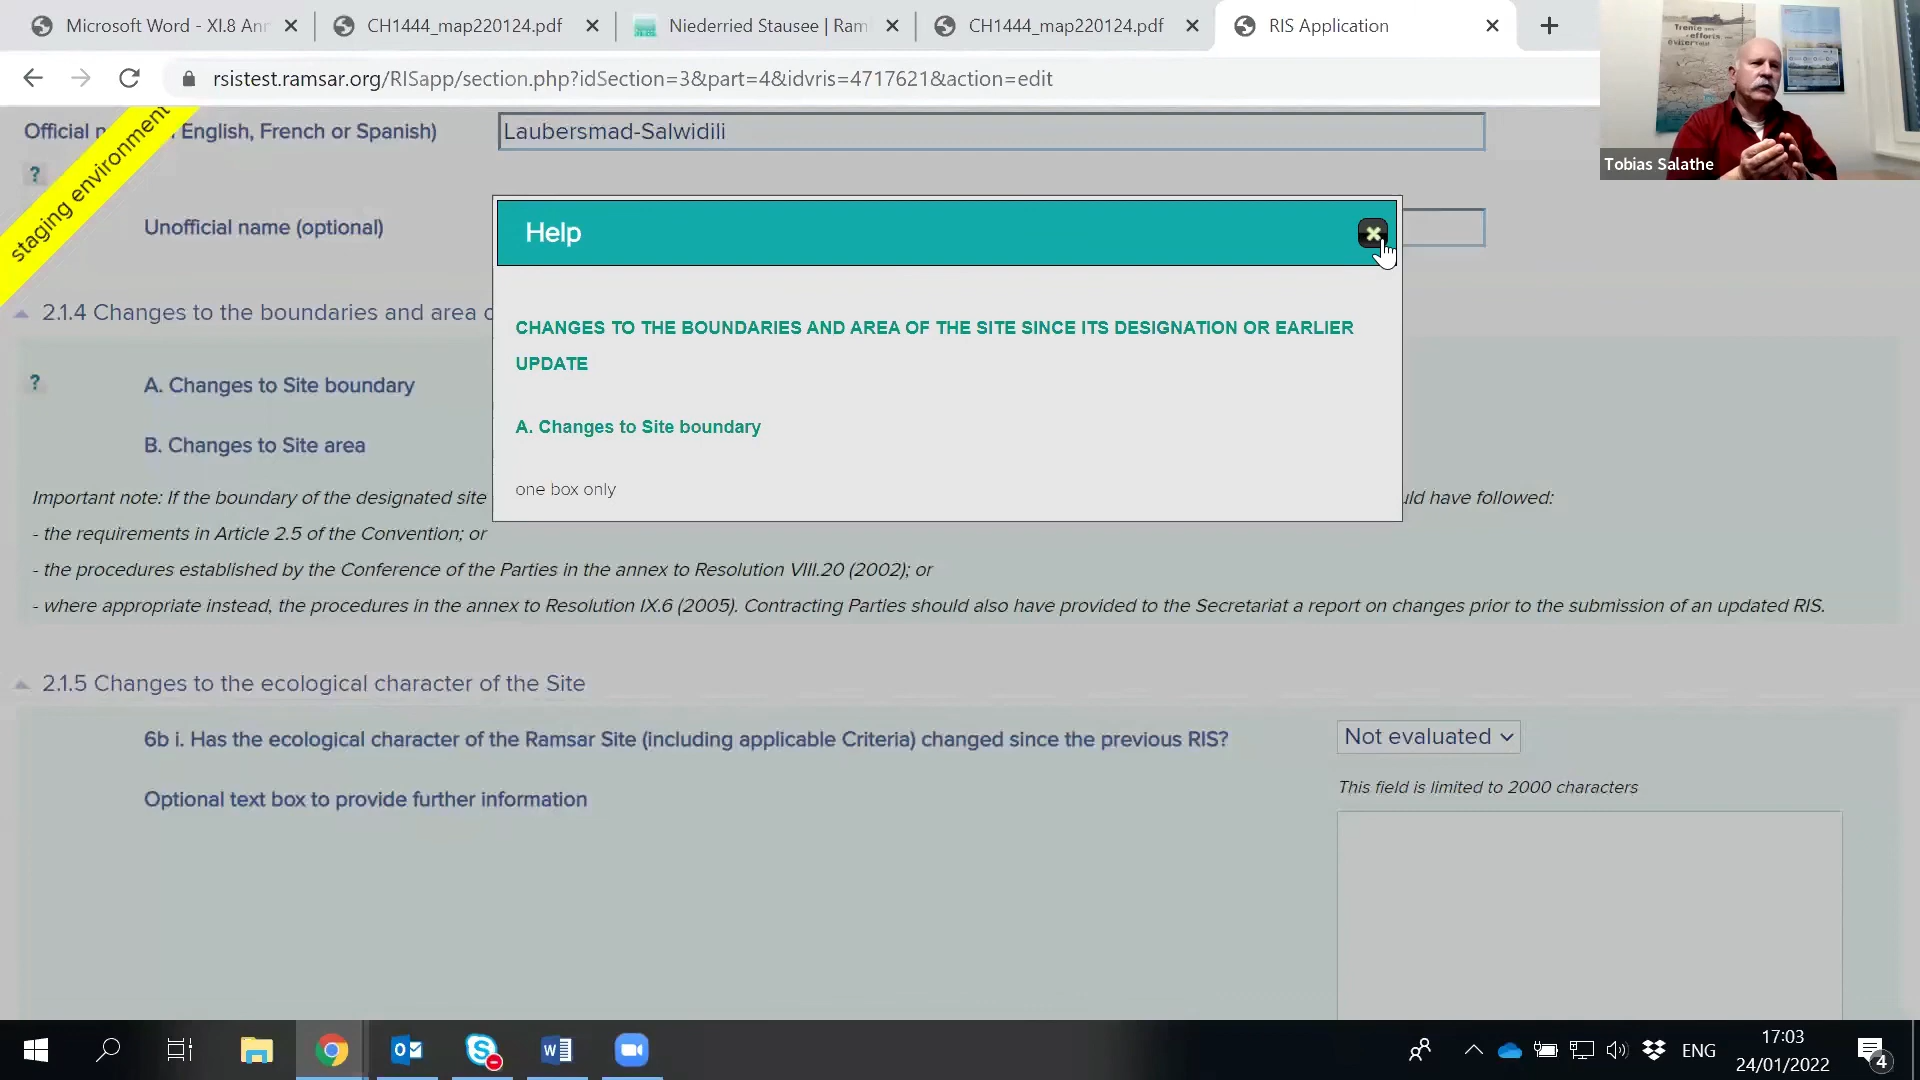 Microsoft Word - XI.8 Ann
CH1444_map220124.pdf
Niederried Stausee | Ram
CH1444_map220124.pdf
RIS Application
rsistest.ramsar.org/RISapp/section.php?idSection=3&part=4&idvris=4717621&action=edit
Trente ans
efforts
éviter
Tobias Salathe
staging environment
Official n
English, French or Spanish)
Laubersmad-Salwidili
?
Unofficial name (optional)
Help
2.1.4 Changes to the boundaries and area o
CHANGES TO THE BOUNDARIES AND AREA OF THE SITE SINCE ITS DESIGNATION OR EARLIER
UPDATE
?
A. Changes to Site boundary
A. Changes to Site boundary
B. Changes to Site area
one box only
Important note: If the boundary of the designated site
uld have followed:
- the requirements in Article 2.5 of the Convention; or
- the procedures established by the Conference of the Parties in the annex to Resolution VIII.20 (2002); or
- where appropriate instead, the procedures in the annex to Resolution IX.6 (2005). Contracting Parties should also have provided to the Secretariat a report on changes prior to the submission of an updated RIS.
2.1.5 Changes to the ecological character of the Site
6b i. Has the ecological character of the Ramsar Site (including applicable Criteria) changed since the previous RIS?
Not evaluated
This field is limited to 2000 characters
Optional text box to provide further information
ENG
17:03
24/01/2022
4